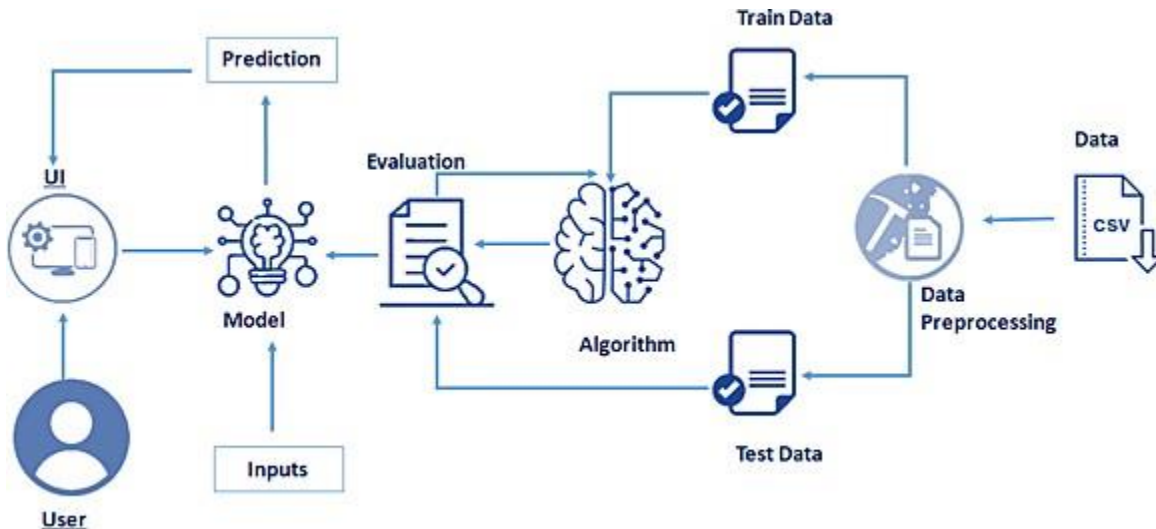 Train Data
Prediction
Data
Evaluation
UI
CSV
Model
Data
Preprocessing
Algorithm
Inputs
Test Data
User